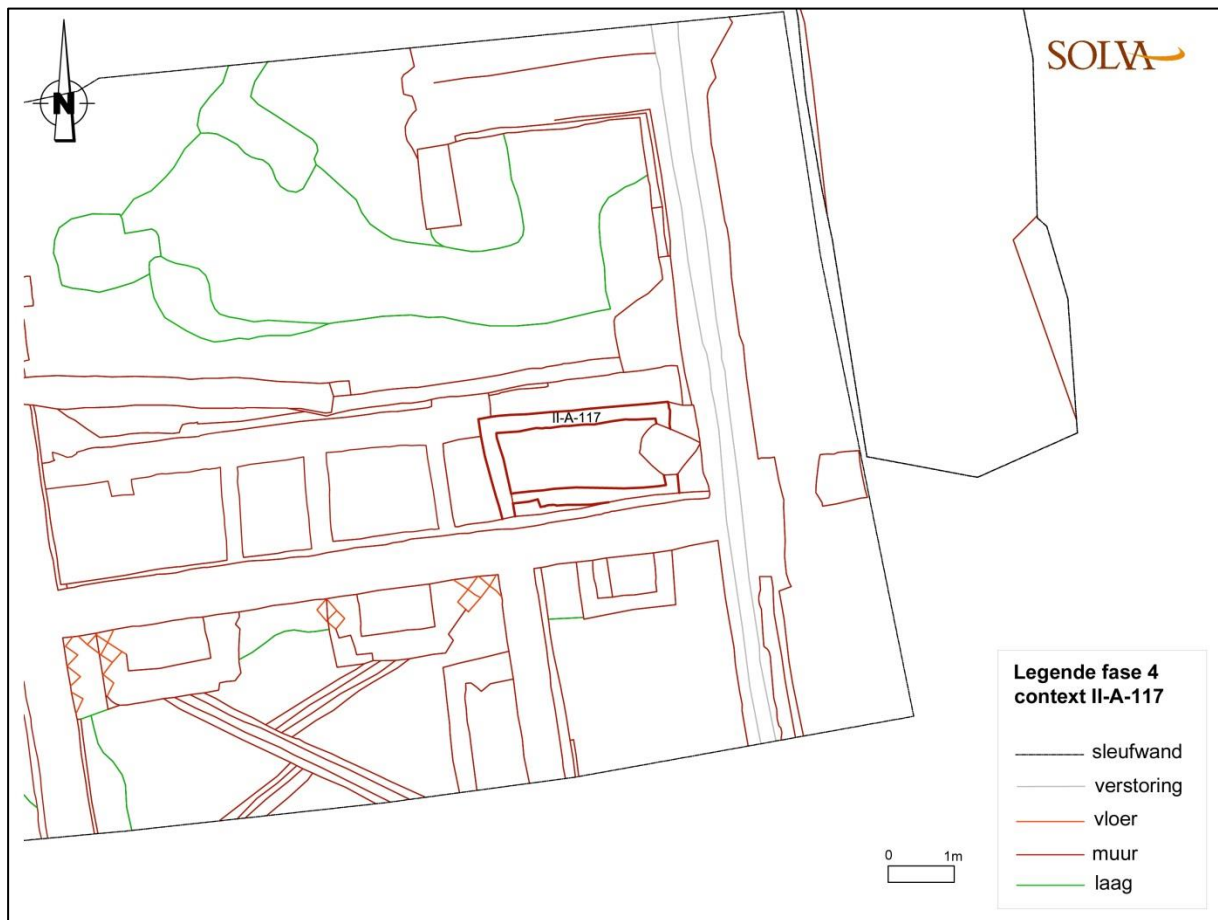 N
SOLVA
II-A-117
Legende fase 4
context II-A-117
sleufwand
verstoring
vloer
muur
laag
0 1m